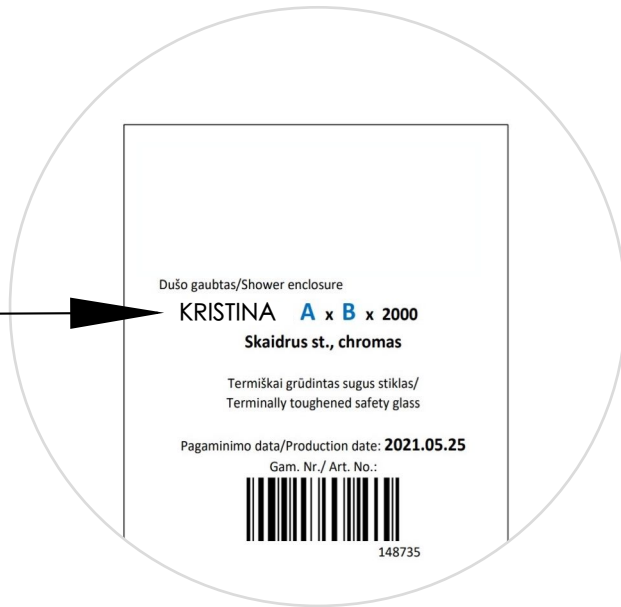 Dušo gaubtas/Shower enclosure
KRISTINA A x B x 2000
Skaidrus st., chromas
Termiškai grūdintas sugus stiklas/
Terminally toughened safety glass
Pagaminimo data/Production date: 2021.05.25
Gam. Nr./ Art. No.:
148735